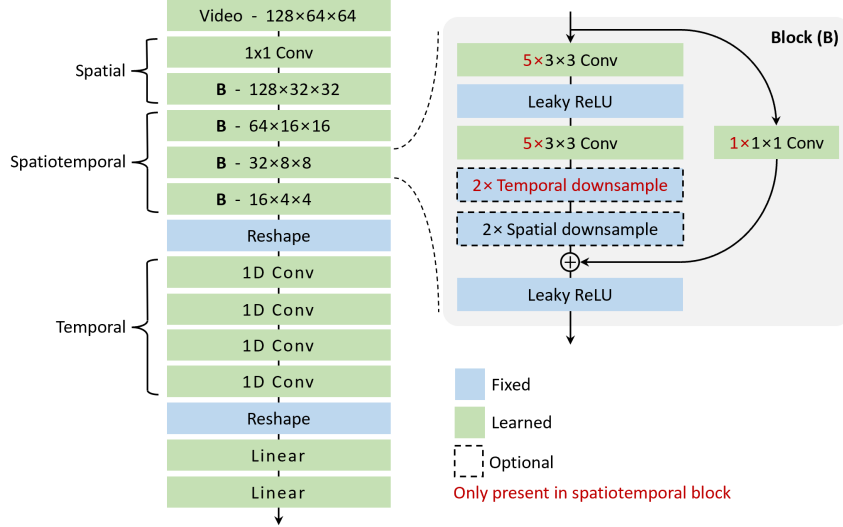 Video - 128×64×64
1x1 Conv
B - 128×32×32
Spatial
B - 64×16×16
B - 32×8×8
B - 16×4×4
Spatiotemporal
Reshape
1D Conv
1D Conv
1D Conv
1D Conv
Temporal
Reshape
Linear
Linear
Block (B)
5×3×3 Conv
Leaky ReLU
5×3×3 Conv
1×1×1 Conv
2× Temporal downsample
2× Spatial downsample
+
Leaky ReLU
Fixed
Learned
Optional
Only present in spatiotemporal block